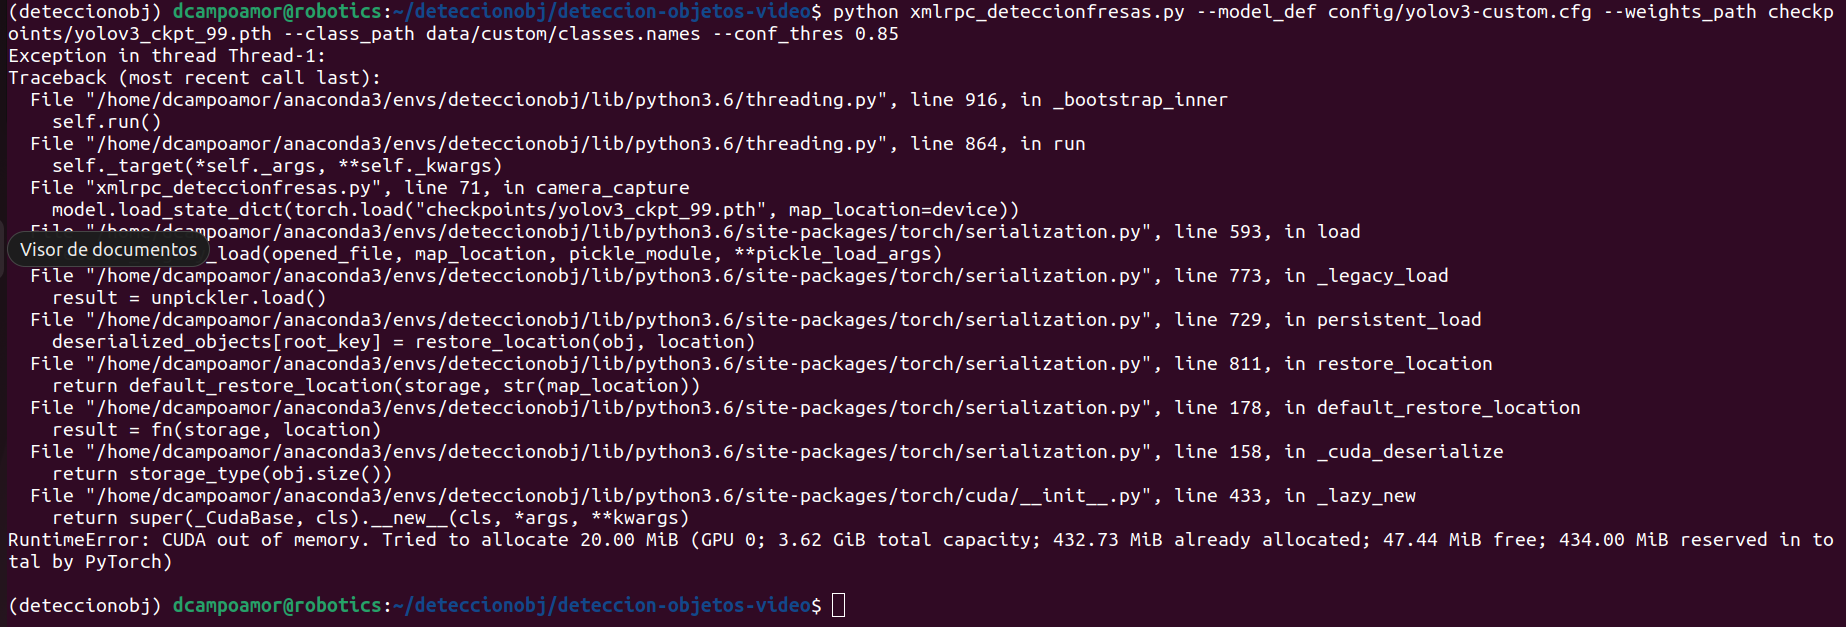 (deteccionobj) dcampoamor@robotics:~/deteccionobj/deteccion-objetos-video$ python xmlrpc_deteccionfresas.py --model_def config/yolov3-custom.cfg --weights_path checkp
oints/yolov3_ckpt_99.pth --class_path data/custom/classes.names --conf_thres 0.85
Exception in thread Thread-1:
Traceback (most recent call last):
  File "/home/dcampoamor/anaconda3/envs/deteccionobj/lib/python3.6/threading.py", line 916, in _bootstrap_inner
    self.run()
  File "/home/dcampoamor/anaconda3/envs/deteccionobj/lib/python3.6/threading.py", line 864, in run
    self._target(*self._args, **self._kwargs)
  File "xmlrpc_deteccionfresas.py", line 71, in camera_capture
    model.load_state_dict(torch.load("checkpoints/yolov3_ckpt_99.pth", map_location=device))
  File "/home/dcampoamor/anaconda3/envs/deteccionobj/lib/python3.6/site-packages/torch/serialization.py", line 593, in load
Visor de documentos
_load(opened_file, map_location, pickle_module, **pickle_load_args)
  File "/home/dcampoamor/anaconda3/envs/deteccionobj/lib/python3.6/site-packages/torch/serialization.py", line 773, in _legacy_load
    result = unpickler.load()
  File "/home/dcampoamor/anaconda3/envs/deteccionobj/lib/python3.6/site-packages/torch/serialization.py", line 729, in persistent_load
    deserialized_objects[root_key] = restore_location(obj, location)
  File "/home/dcampoamor/anaconda3/envs/deteccionobj/lib/python3.6/site-packages/torch/serialization.py", line 811, in restore_location
    return default_restore_location(storage, str(map_location))
  File "/home/dcampoamor/anaconda3/envs/deteccionobj/lib/python3.6/site-packages/torch/serialization.py", line 178, in default_restore_location
    result = fn(storage, location)
  File "/home/dcampoamor/anaconda3/envs/deteccionobj/lib/python3.6/site-packages/torch/serialization.py", line 158, in _cuda_deserialize
    return storage_type(obj.size())
  File "/home/dcampoamor/anaconda3/envs/deteccionobj/lib/python3.6/site-packages/torch/cuda/__init__.py", line 433, in _lazy_new
    return super(_CudaBase, cls).__new__(cls, *args, **kwargs)
RuntimeError: CUDA out of memory. Tried to allocate 20.00 MiB (GPU 0; 3.62 GiB total capacity; 432.73 MiB already allocated; 47.44 MiB free; 434.00 MiB reserved in to
tal by PyTorch)
(deteccionobj) dcampoamor@robotics:~/deteccionobj/deteccion-objetos-video$